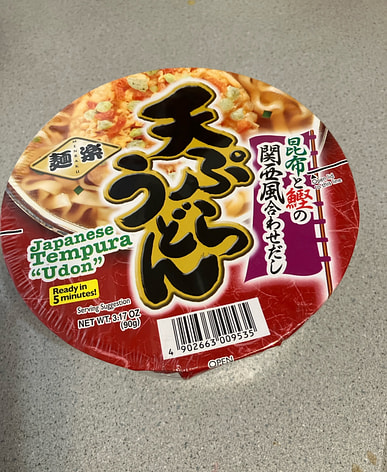 天ぷら
うどん
昆布と鰹の
関西風合わせだし
麺樂
Japanese
Tempura
"Udon"
Ready in
5 minutes!
Serving Suggestion
NET WT. 3.17 OZ.
(90g)
4 902663 009535
OPEN